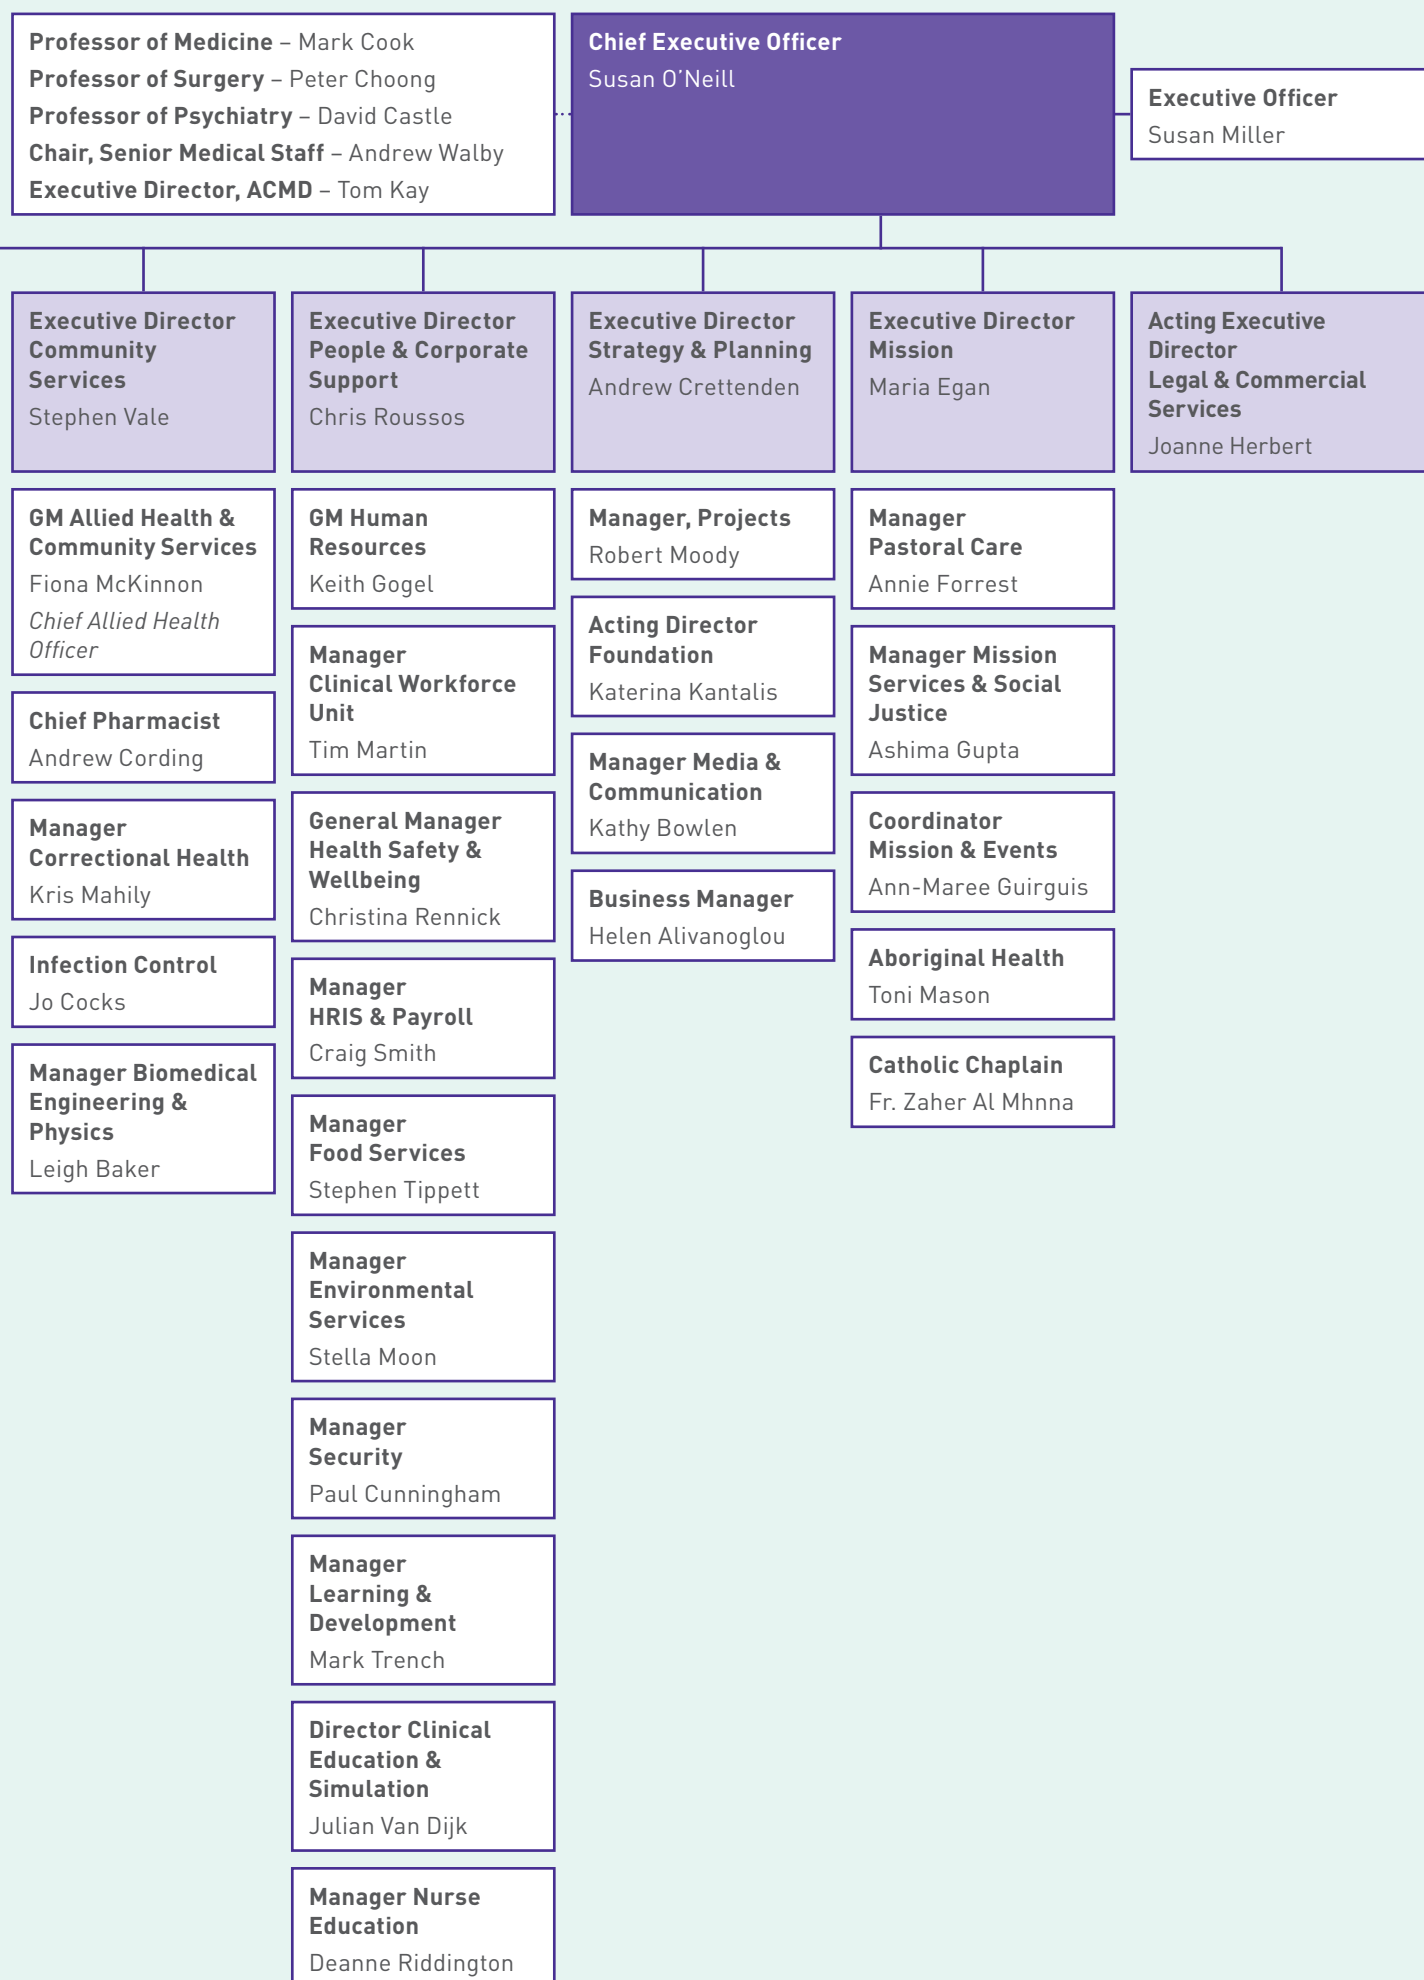 Professor of Medicine – Mark Cook
Professor of Surgery – Peter Choong
Professor of Psychiatry – David Castle
Chair, Senior Medical Staff – Andrew Walby
Executive Director, ACMD – Tom Kay
Chief Executive Officer
Susan O’Neill
Executive Officer
Susan Miller
Executive Director
Community
Services
Stephen Vale
GM Allied Health &
Community Services
Fiona McKinnon
Chief Allied Health
Officer
Chief Pharmacist
Andrew Cording
Manager
Correctional Health
Kris Mahily
Infection Control
Jo Cocks
Manager Biomedical
Engineering &
Physics
Leigh Baker
Executive Director
People & Corporate
Support
Chris Roussos
GM Human
Resources
Keith Gogel
Manager
Clinical Workforce
Unit
Tim Martin
General Manager
Health Safety &
Wellbeing
Christina Rennick
Manager
HRIS & Payroll
Craig Smith
Manager
Food Services
Stephen Tippett
Manager
Environmental
Services
Stella Moon
Manager
Security
Paul Cunningham
Manager
Learning &
Development
Mark Trench
Director Clinical
Education &
Simulation
Julian Van Dijk
Manager Nurse
Education
Deanne Riddington
Executive Director
Strategy & Planning
Andrew Crettenden
Manager, Projects
Robert Moody
Acting Director
Foundation
Katerina Kantalis
Manager Media &
Communication
Kathy Bowlen
Business Manager
Helen Alivanoglou
Executive Director
Mission
Maria Egan
Manager
Pastoral Care
Annie Forrest
Manager Mission
Services & Social
Justice
Ashima Gupta
Coordinator
Mission & Events
Ann-Maree Guirguis
Aboriginal Health
Toni Mason
Catholic Chaplain
Fr. Zaher Al Mhnna
Acting Executive
Director
Legal & Commercial
Services
Joanne Herbert